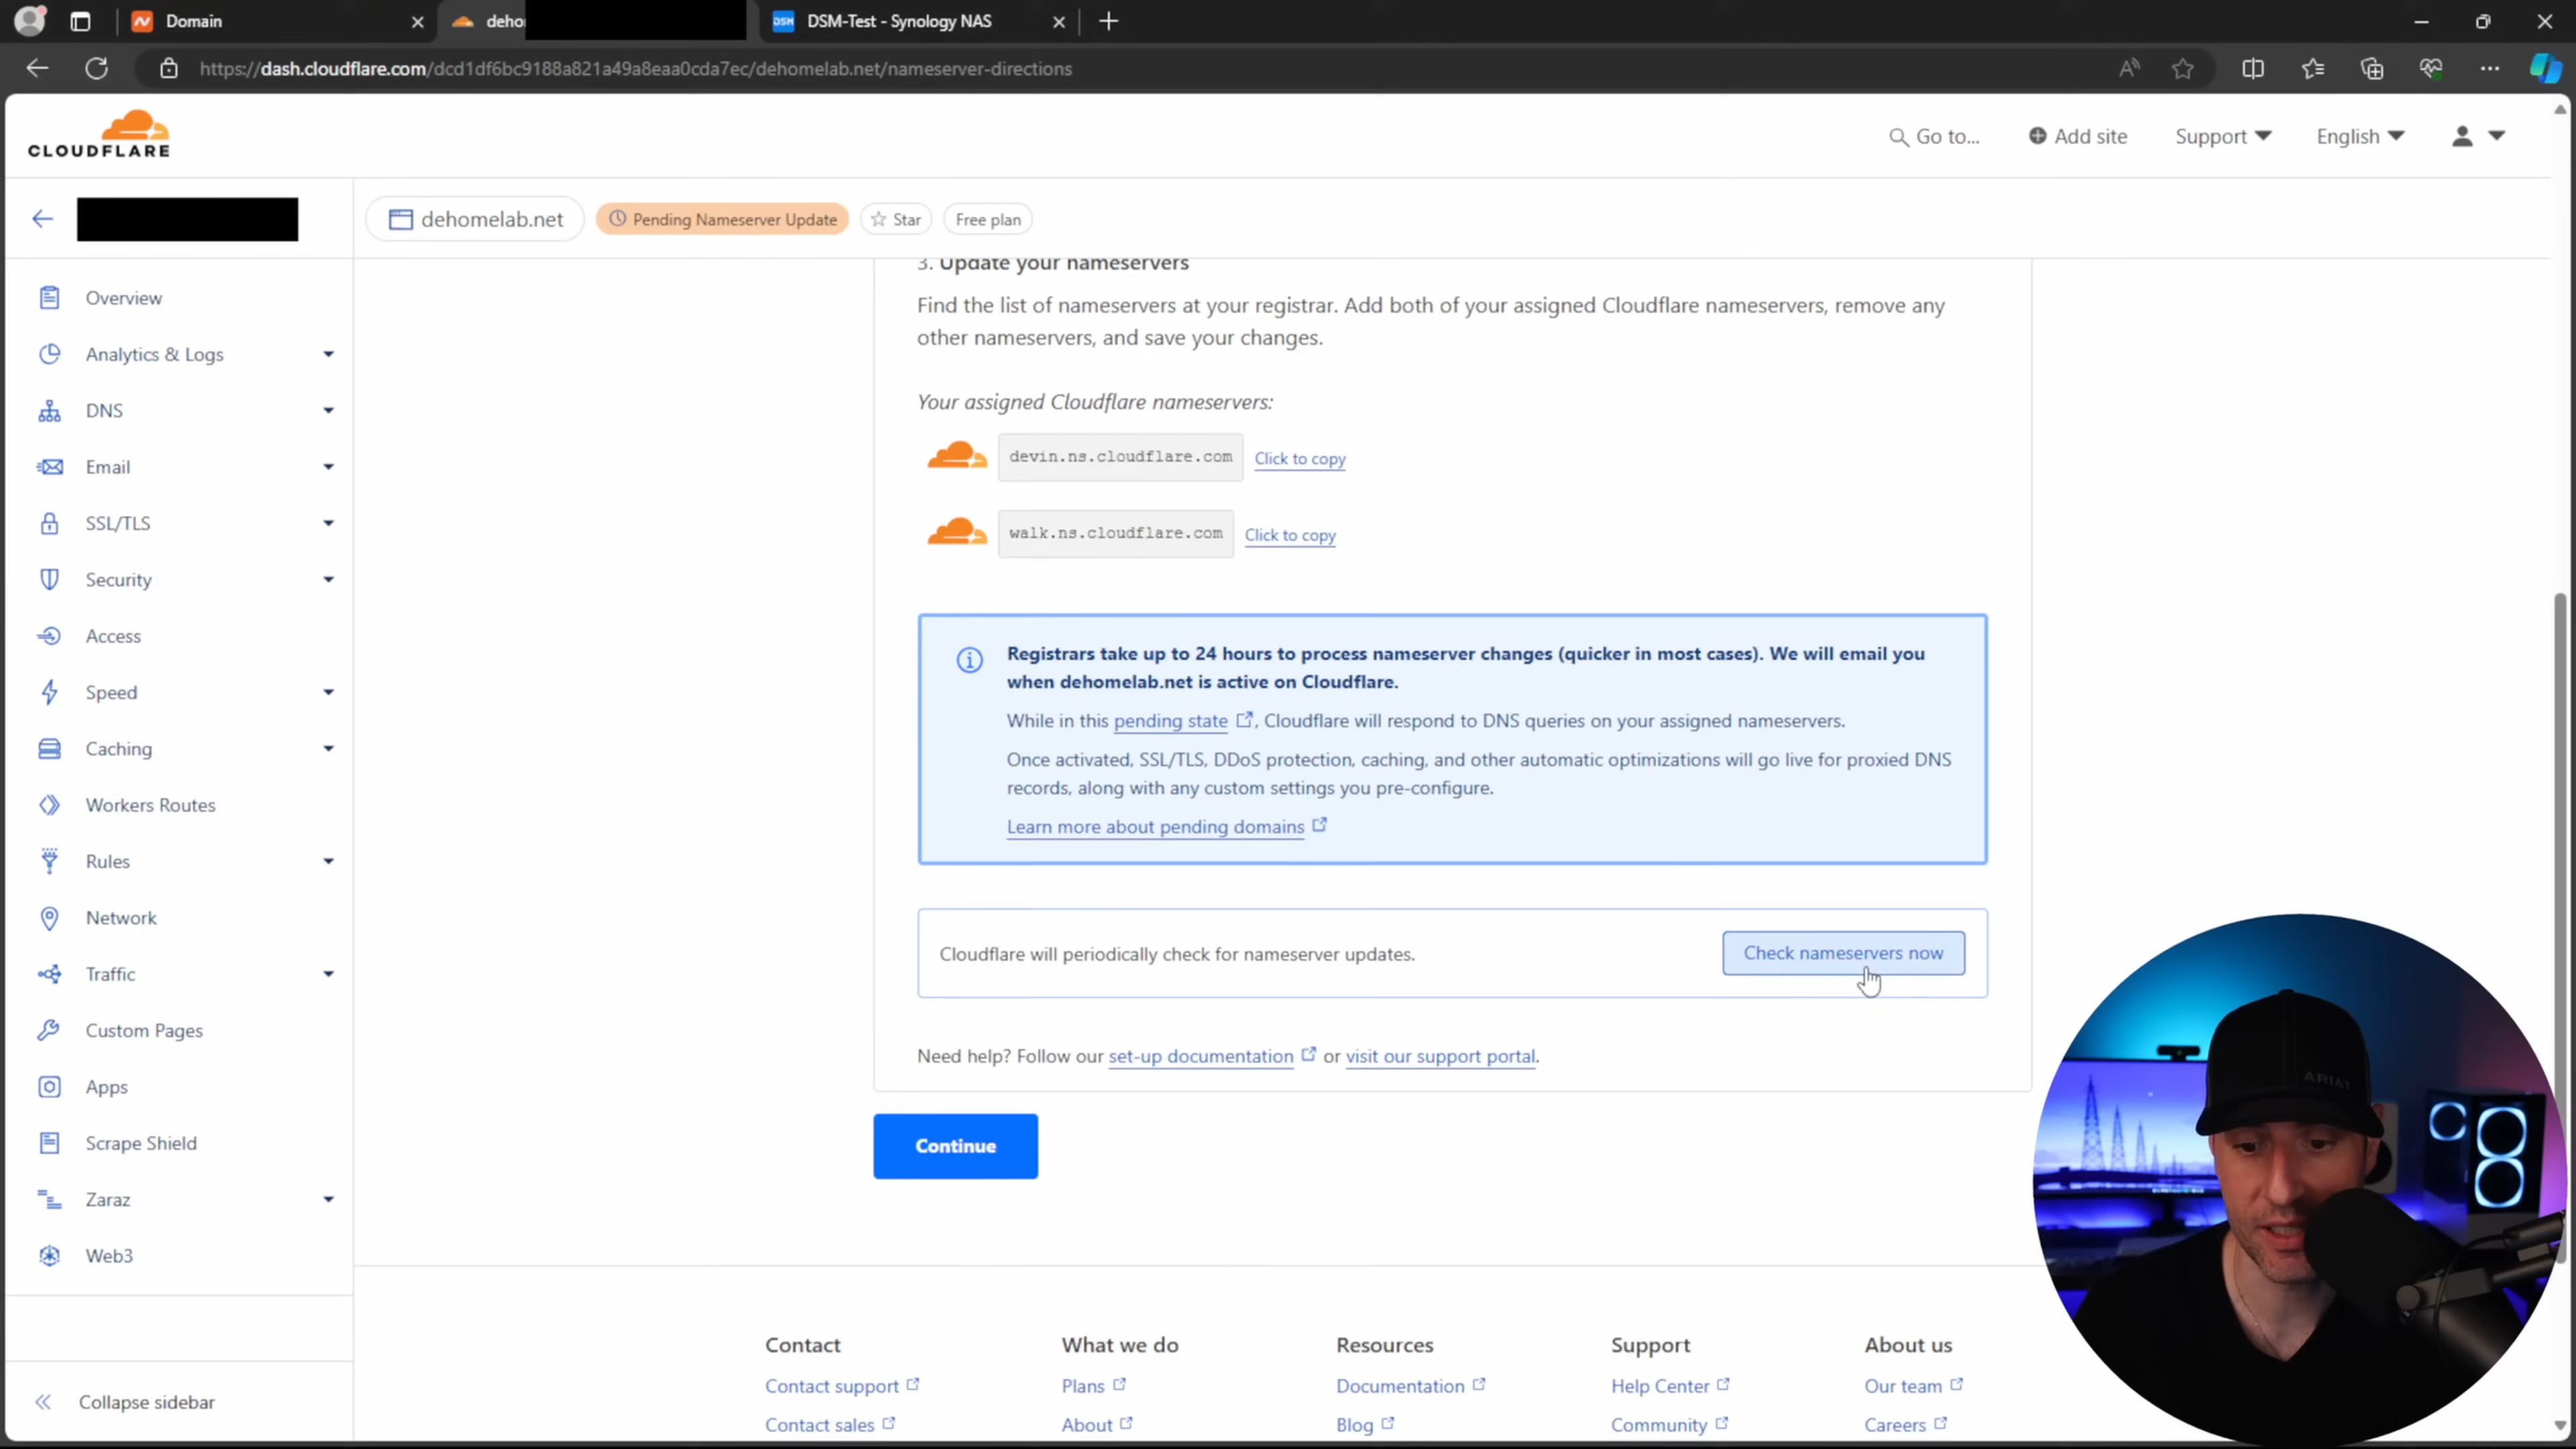 Domain
deho
DSM
DSM-Test - Synology NAS
https://dash.cloudflare.com/dcd1df6bc9188a821a49a8eaa0cda7ec/dehomelab.net/nameserver-directions
CLOUDFLARE
Go to...
Add site
Support
English
dehomelab.net
Pending Nameserver Update
Star
Free plan
Overview
Analytics & Logs
DNS
Email
SSL/TLS
Security
Access
Speed
Caching
Workers Routes
Rules
Network
Traffic
Custom Pages
Apps
Scrape Shield
Zaraz
Web3
Collapse sidebar
3. Update your nameservers
Find the list of nameservers at your registrar. Add both of your assigned Cloudflare nameservers, remove any
other nameservers, and save your changes.
Your assigned Cloudflare nameservers:
devin.ns.cloudflare.com Click to copy
walk.ns.cloudflare.com Click to copy
Registrars take up to 24 hours to process nameserver changes (quicker in most cases). We will email you
when dehomelab.net is active on Cloudflare.
While in this pending state , Cloudflare will respond to DNS queries on your assigned nameservers.
Once activated, SSL/TLS, DDoS protection, caching, and other automatic optimizations will go live for proxied DNS
records, along with any custom settings you pre-configure.
Learn more about pending domains
Cloudflare will periodically check for nameserver updates.
Check nameservers now
Need help? Follow our set-up documentation or visit our support portal.
Continue
Contact
Contact support
Contact sales
What we do
Plans
About
Resources
Documentation
Blog
Support
Help Center
Community
About us
Our team
Careers
ARIAT